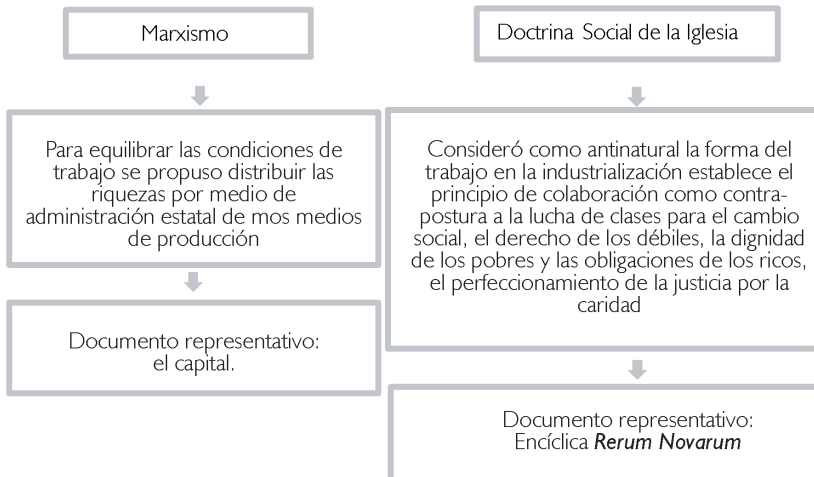 Marxismo
Para equilibrar las condiciones de
trabajo se propuso distribuir las
riquezas por medio de
administración estatal de mos medios
de producción
Documento representativo:
el capital.
Doctrina Social de la Iglesia
Consideró como antinatural la forma del
trabajo en la industrialización establece el
principio de colaboración como contra-
postura a la lucha de clases para el cambio
social, el derecho de los débiles, la dignidad
de los pobres y las obligaciones de los ricos,
el perfeccionamiento de la justicia por la
caridad
Documento representativo:
Encíclica Rerum Novarum